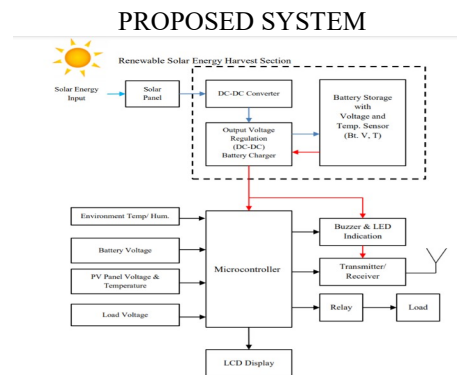 PROPOSED SYSTEM
Renewable Solar Energy Harvest Section
Solar Energy
Input
Solar
Panel
DC-DC Converter
Output Voltage
Regulation
(DC-DC)
Battery Charger
Battery Storage
with
Voltage and
Temp. Sensor
(Bt. V, T)
Environment Temp/ Hum.
Battery Voltage
PV Panel Voltage &
Temperature
Load Voltage
Microcontroller
Buzzer & LED
Indication
Transmitter/
Receiver
Relay
Load
LCD Display